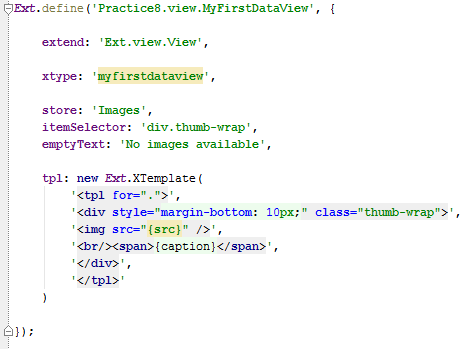 Ext.define('Practice8.view.MyFirstDataView', {
extend: 'Ext.view.View',
xtype: 'myfirstdataview',
store: 'Images',
itemSelector: 'div.thumb-wrap',
emptyText: 'No images available',
tpl: new Ext.XTemplate(
'<tpl for=".">',
'<div style="margin-bottom: 10px;" class="thumb-wrap">',
'<img src="{src}" />',
'<br/><span>{caption}</span>',
'</div>',
'</tpl>'
)
});